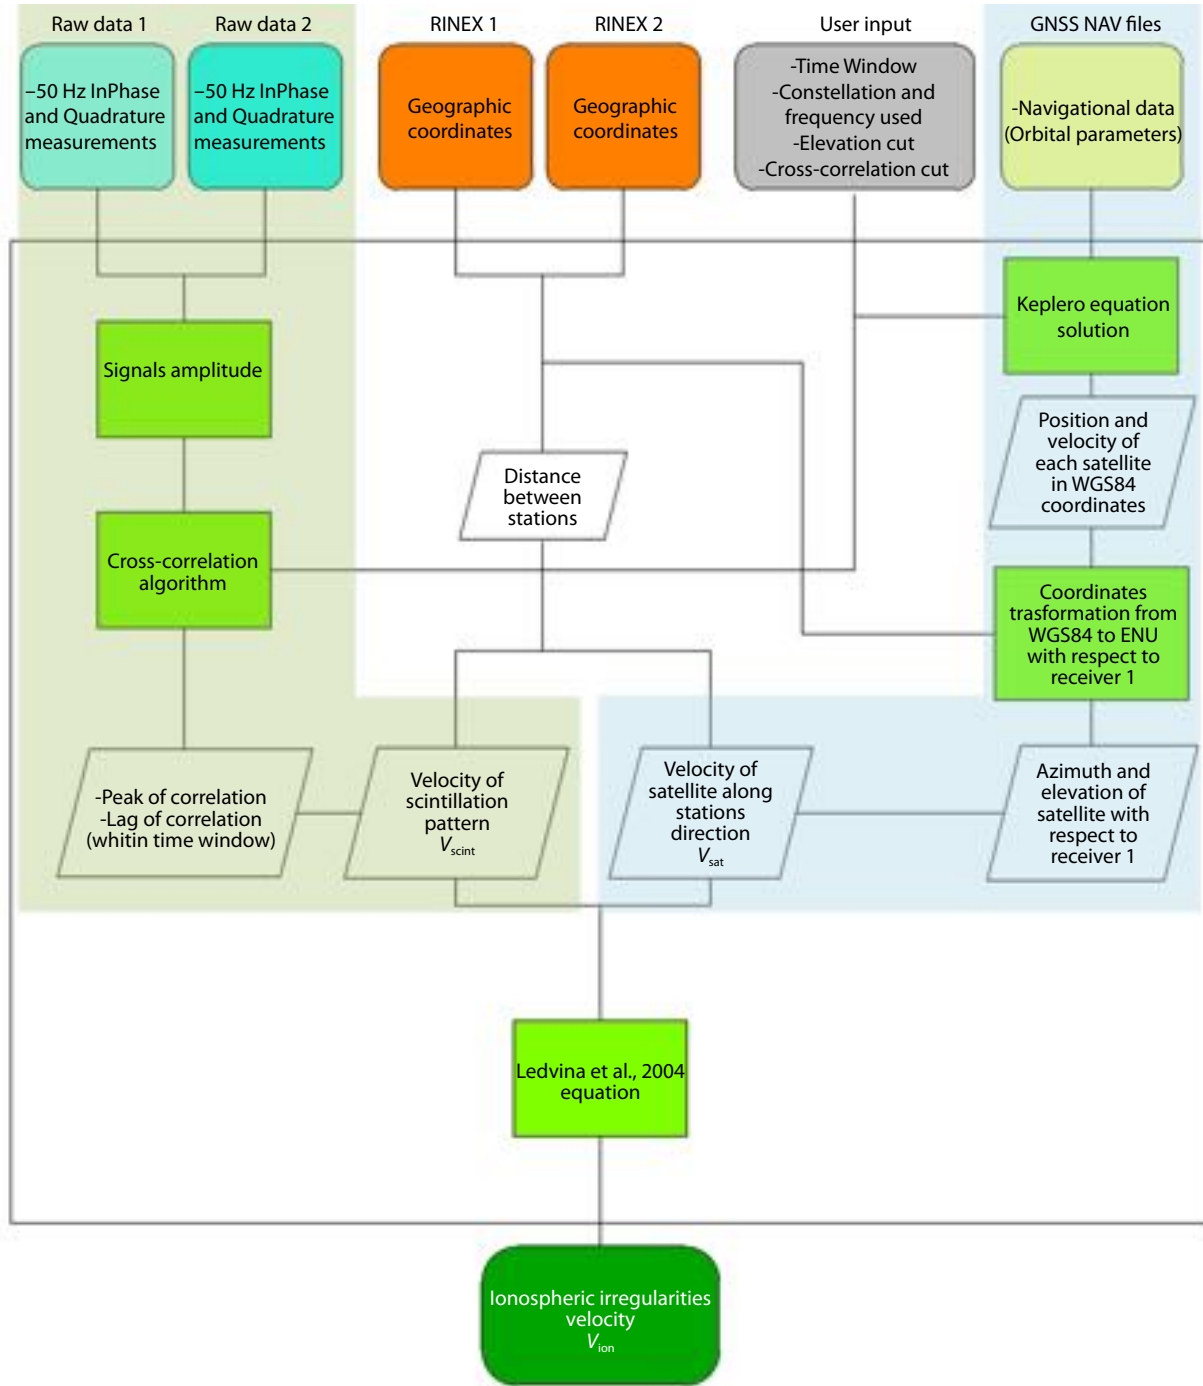 Raw data 1
Raw data 2
RINEX 1
RINEX 2
User input
GNSS NAV files
–50 Hz InPhase
and Quadrature
measurements
–50 Hz InPhase
and Quadrature
measurements
Geographic
coordinates
Geographic
coordinates
-Time Window
-Constellation and
frequency used
-Elevation cut
-Cross-correlation cut
-Navigational data
(Orbital parameters)
Signals amplitude
Keplero equation
solution
Position and
velocity of
each satellite
in WGS84
coordinates
Distance
between
stations
Cross-correlation
algorithm
Coordinates
trasformation from
WGS84 to ENU
with respect to
receiver 1
-Peak of correlation
-Lag of correlation
(whitin time window)
Velocity of
scintillation
pattern
Vscint
Velocity of
satellite along
stations
direction
Vsat
Azimuth and
elevation of
satellite with
respect to
receiver 1
Ledvina et al., 2004
equation
Ionospheric irregularities
velocity
Vion